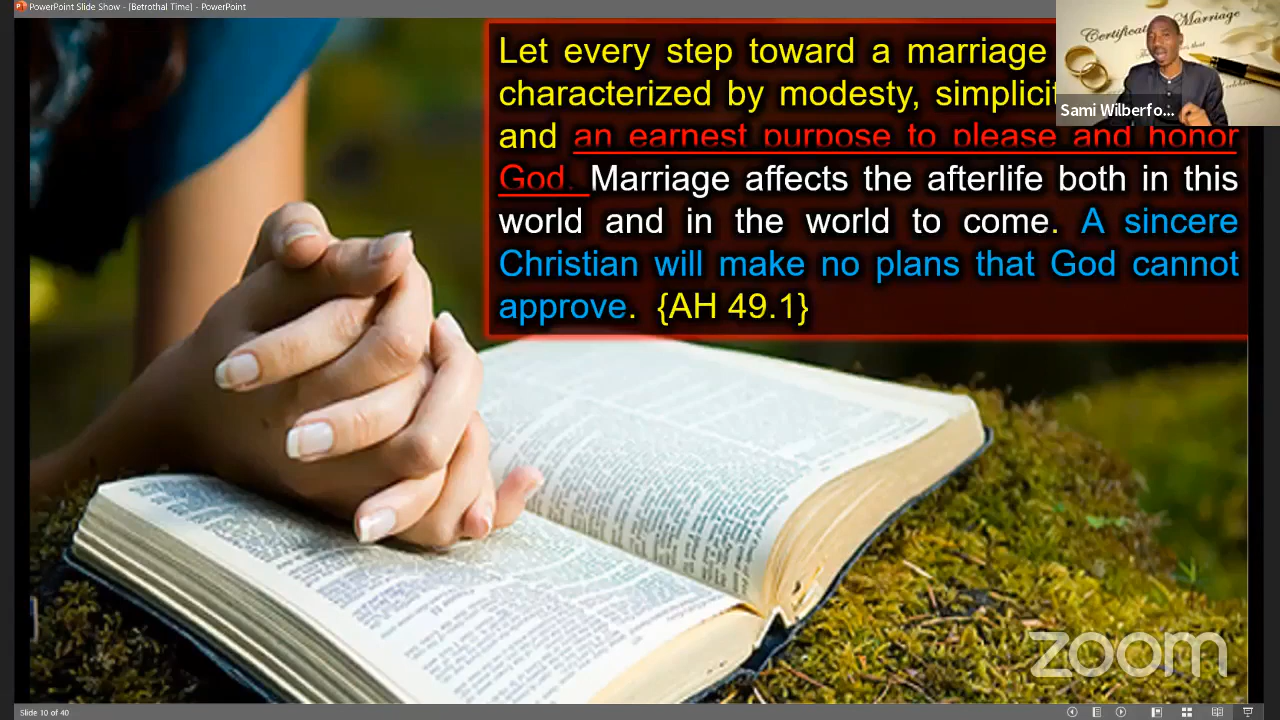 PowerPoint Slide Show - [Betrothal Time] - PowerPoint
Let every step toward a marriage
characterized by modesty,
and an earnest purpose to please and honor
God. Marriage affects the afterlife both in this
world and in the world to come. A sincere
Christian will make no plans that God cannot
approve. {AH 49.1}
Marriage
Sami Wilberfo...
zoom
Slide 10 of 40